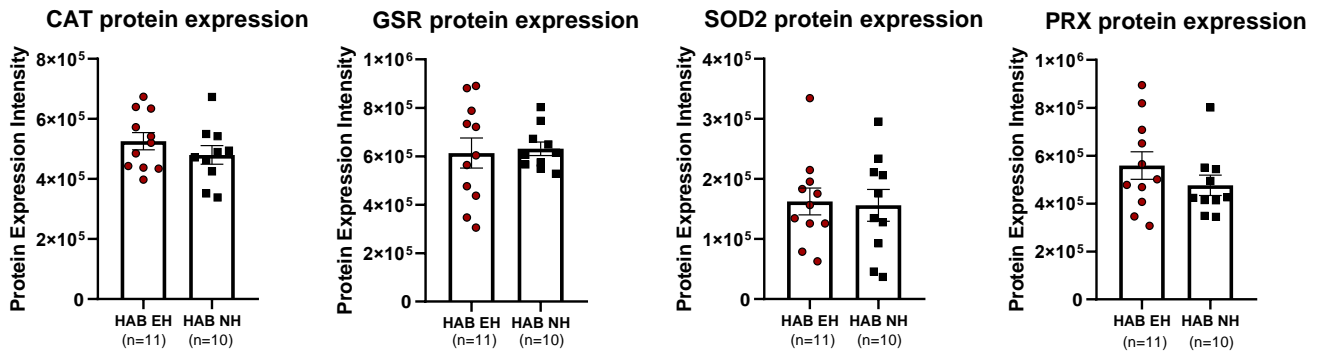 CAT protein expression
Protein Expression Intensity
8×10⁵
6×10⁵
4×10⁵
2×10⁵
0
HAB EH HAB NH
(n=11) (n=10)
GSR protein expression
Protein Expression Intensity
1×10⁶
8×10⁵
6×10⁵
4×10⁵
2×10⁵
0
HAB EH HAB NH
(n=11) (n=10)
SOD2 protein expression
Protein Expression Intensity
4×10⁵
3×10⁵
2×10⁵
1×10⁵
0
HAB EH HAB NH
(n=11) (n=10)
PRX protein expression
Protein Expression Intensity
1×10⁶
8×10⁵
6×10⁵
4×10⁵
2×10⁵
0
HAB EH HAB NH
(n=11) (n=10)